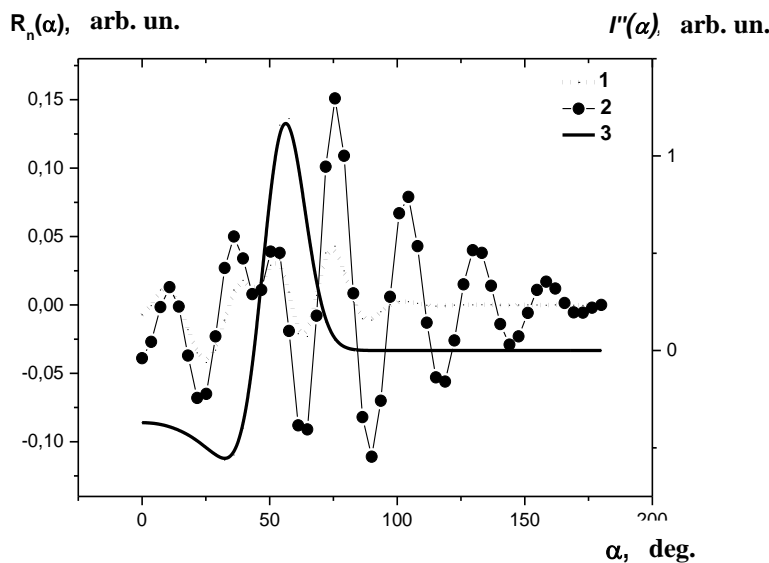 Rn(α), arb. un.
I''(α), arb. un.
0,15
0,10
0,05
0,00
-0,05
-0,10
1
0
1
2
3
0 50 100 150 200
α, deg.